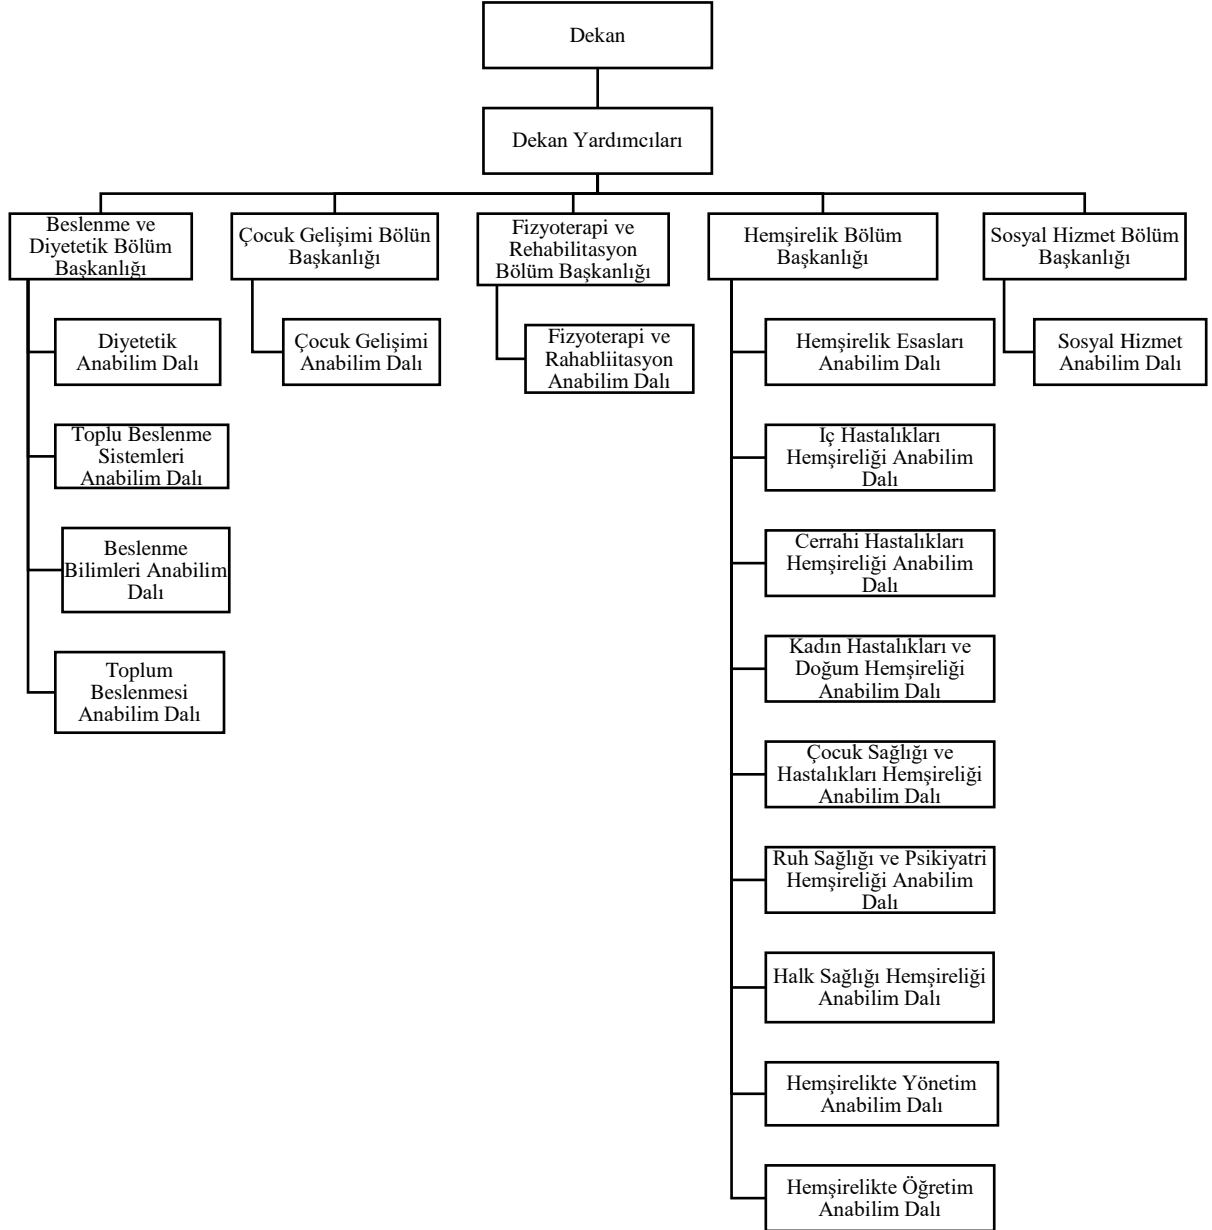 Dekan
Dekan Yardımcıları
Beslenme ve
Diyetetik Bölüm
Başkanlığı
Çocuk Gelişimi Bölün
Başkanlığı
Fizyoterapi ve
Rehabilitasyon
Bölüm Başkanlığı
Hemşirelik Bölüm
Başkanlığı
Sosyal Hizmet Bölüm
Başkanlığı
Diyetetik
Anabilim Dalı
Toplu Beslenme
Sistemleri
Anabilim Dalı
Beslenme
Bilimleri Anabilim
Dalı
Toplum
Beslenmesi
Anabilim Dalı
Çocuk Gelişimi
Anabilim Dalı
Fizyoterapi ve
Rahabliitasyon
Anabilim Dalı
Hemşirelik Esasları
Anabilim Dalı
İç Hastalıkları
Hemşireliği Anabilim
Dalı
Cerrahi Hastalıkları
Hemşireliği Anabilim
Dalı
Kadın Hastalıkları ve
Doğum Hemşireliği
Anabilim Dalı
Çocuk Sağlığı ve
Hastalıkları Hemşireliği
Anabilim Dalı
Ruh Sağlığı ve Psikiyatri
Hemşireliği Anabilim
Dalı
Halk Sağlığı Hemşireliği
Anabilim Dalı
Hemşirelikte Yönetim
Anabilim Dalı
Hemşirelikte Öğretim
Anabilim Dalı
Sosyal Hizmet
Anabilim Dalı